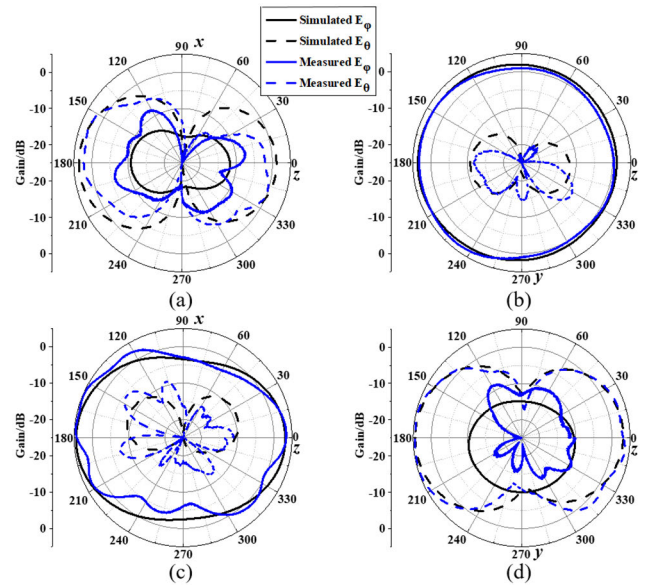 Simulated Eφ
Simulated Eθ
Measured Eφ
Measured Eθ
90 x
120 60
150 30
180 0
z
210 330
240 300
270
Gain/dB
0
-10
-20
-20
-10
0
(a)
90
120 60
150 30
180 0
z
210 330
240 300
y 270
Gain/dB
0
-10
-20
-20
-10
0
(b)
90 x
120 60
150 30
180 0
z
210 330
240 300
270
Gain/dB
0
-10
-20
-20
-10
0
(c)
90
120 60
150 30
180 0
z
210 330
240 300
270 y
Gain/dB
0
-10
-20
-20
-10
0
(d)